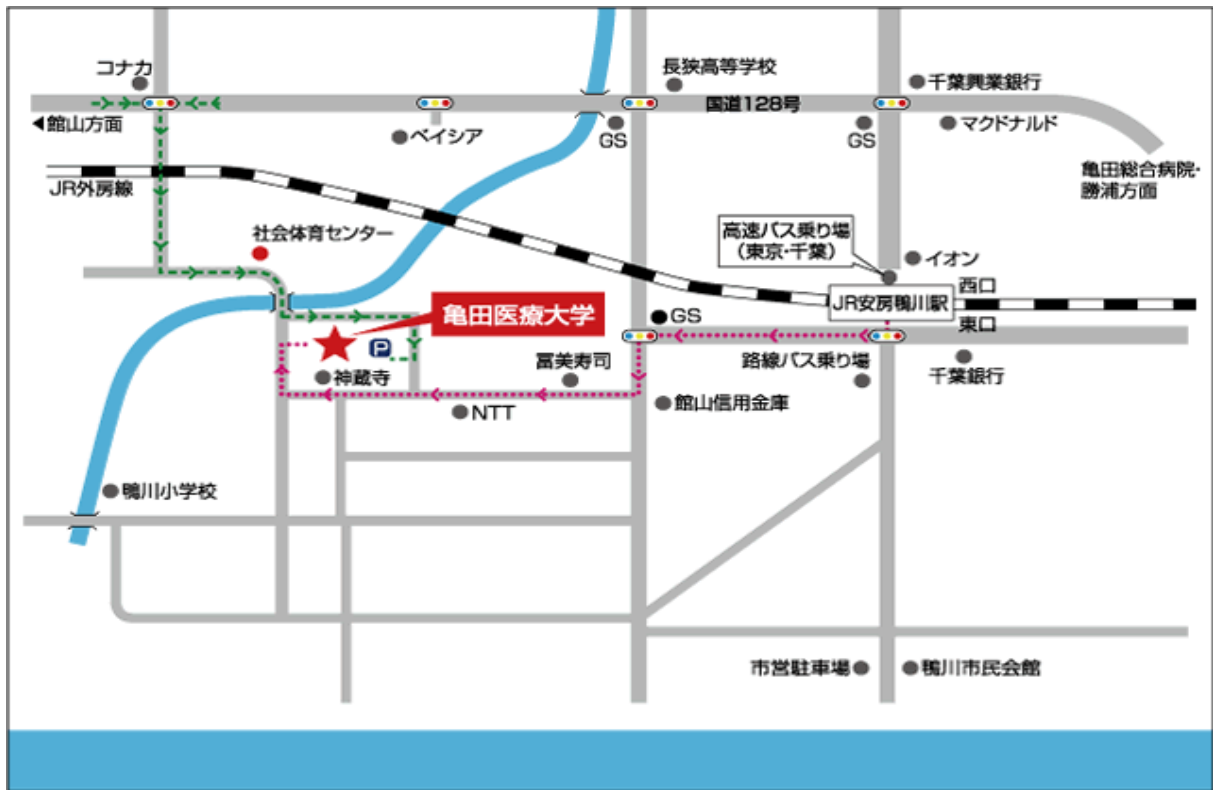 コナカ
長狭高等学校
千葉興業銀行
国道128号
◀館山方面
ベイシア
GS
GS
マクドナルド
亀田総合病院・
勝浦方面
JR外房線
社会体育センター
高速バス乗り場
(東京・千葉)
イオン
西口
JR安房鴨川駅
亀田医療大学
GS
東口
P
神蔵寺
冨美寿司
路線バス乗り場
千葉銀行
NTT
館山信用金庫
鴨川小学校
市営駐車場
鴨川市民会館